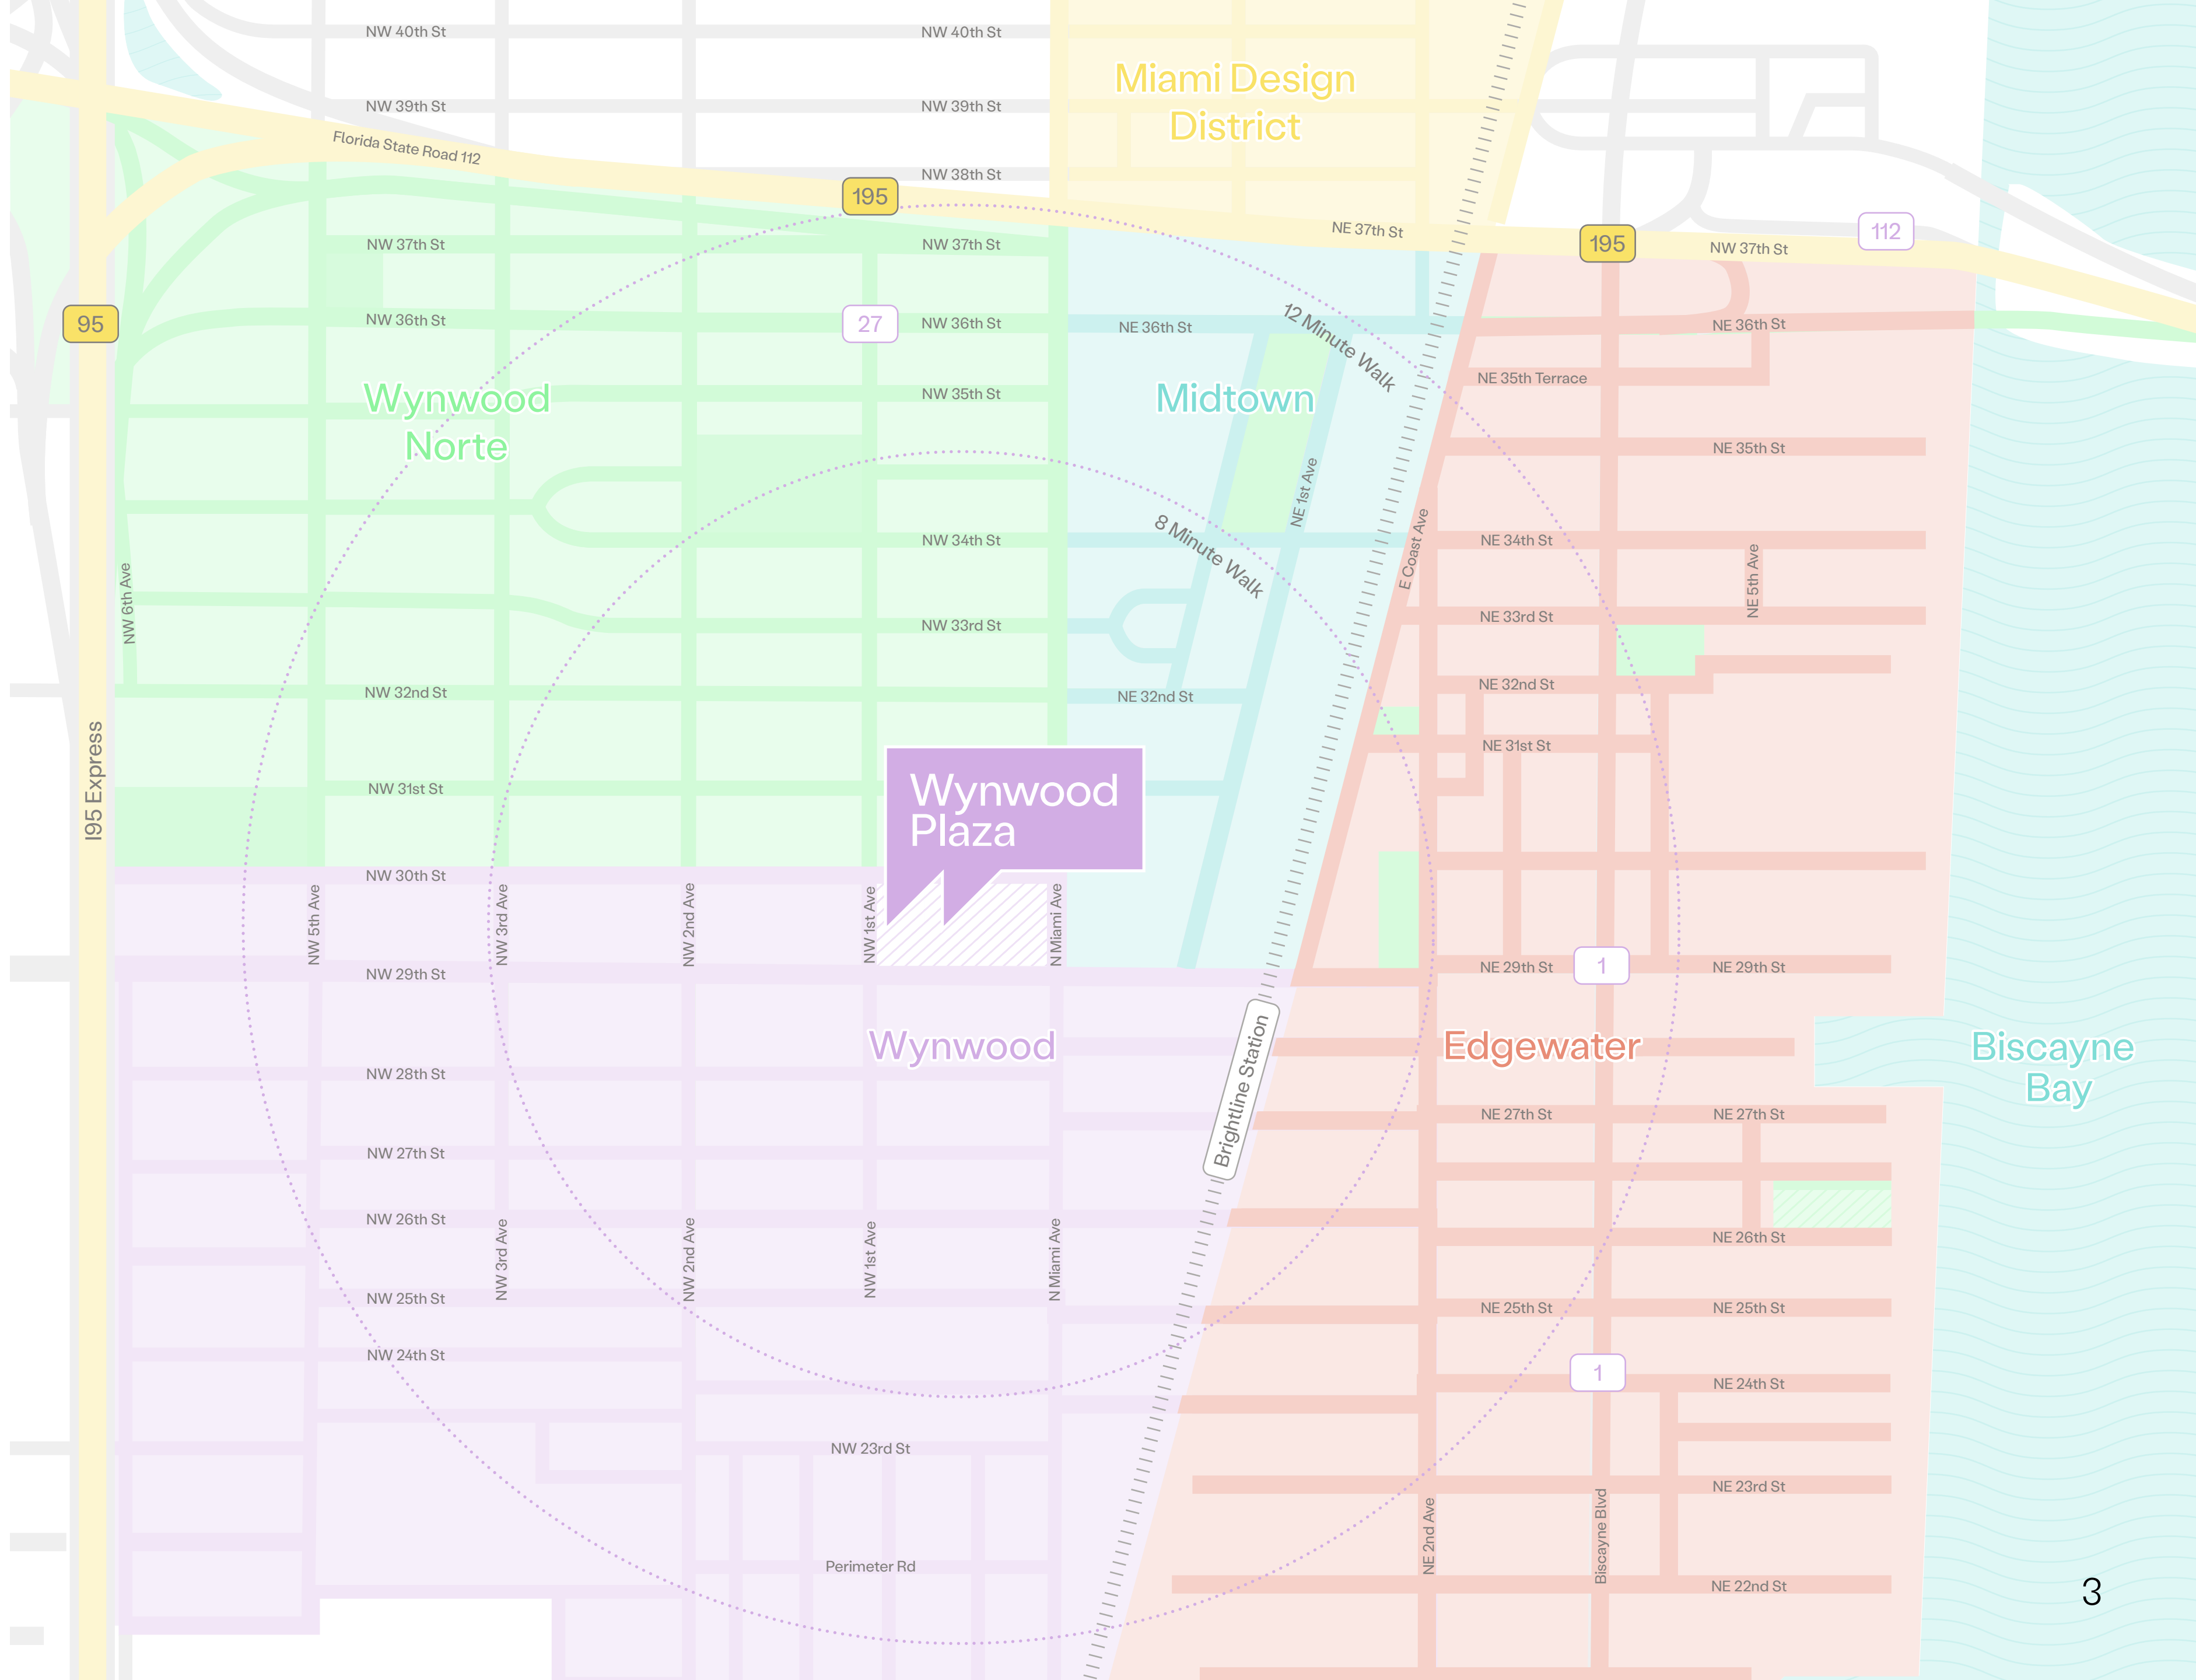 NW 40th St
NW 40th St
Miami Design
District
NW 39th St
NW 39th St
Florida State Road 112
NW 38th St
195
NE 37th St
195
NW 37th St
112
NW 37th St
NW 37th St
95
NW 36th St
27
NW 36th St
NE 36th St
12 Minute Walk
NE 36th St
NE 35th Terrace
Wynwood
Norte
NW 35th St
Midtown
NE 35th St
NE 1st Ave
8 Minute Walk
E Coast Ave
NW 34th St
NE 34th St
NE 5th Ave
NW 6th Ave
NW 33rd St
NE 33rd St
NW 32nd St
NE 32nd St
NE 32nd St
NE 31st St
I95 Express
NW 31st St
Wynwood
Plaza
NW 30th St
NW 5th Ave
NW 3rd Ave
NW 2nd Ave
NW 1st Ave
N Miami Ave
NW 29th St
NE 29th St
1
NE 29th St
Wynwood
Brightline Station
Edgewater
Biscayne
Bay
NW 28th St
NE 27th St
NE 27th St
NW 27th St
NW 26th St
NW 3rd Ave
NW 2nd Ave
NW 1st Ave
N Miami Ave
NE 26th St
NW 25th St
NE 25th St
NE 25th St
NW 24th St
1
NE 24th St
NW 23rd St
NE 23rd St
NE 2nd Ave
Biscayne Blvd
Perimeter Rd
NE 22nd St
3